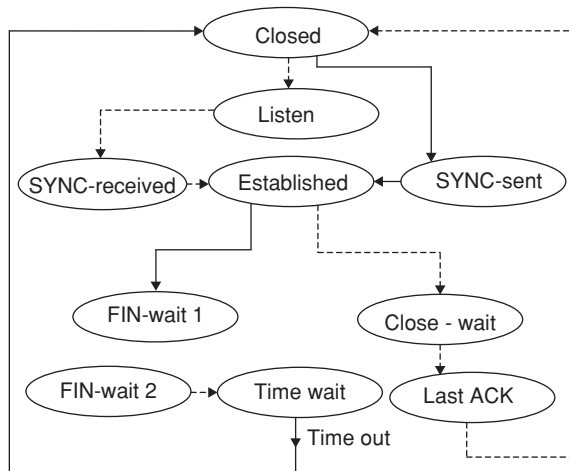 Closed
Listen
SYNC-received
Established
SYNC-sent
FIN-wait 1
Close - wait
FIN-wait 2
Time wait
Last ACK
Time out